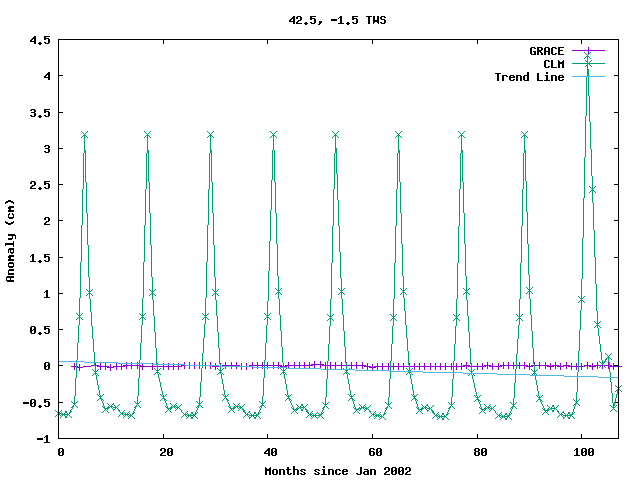 42.5, -1.5 TWS
GRACE
CLM
Trend Line
4.5
4
3.5
3
2.5
2
1.5
1
0.5
0
-0.5
-1
Anomaly (cm)
0 20 40 60 80 100
Months since Jan 2002